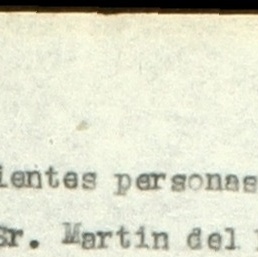 ientes personas
Sr. Martin del